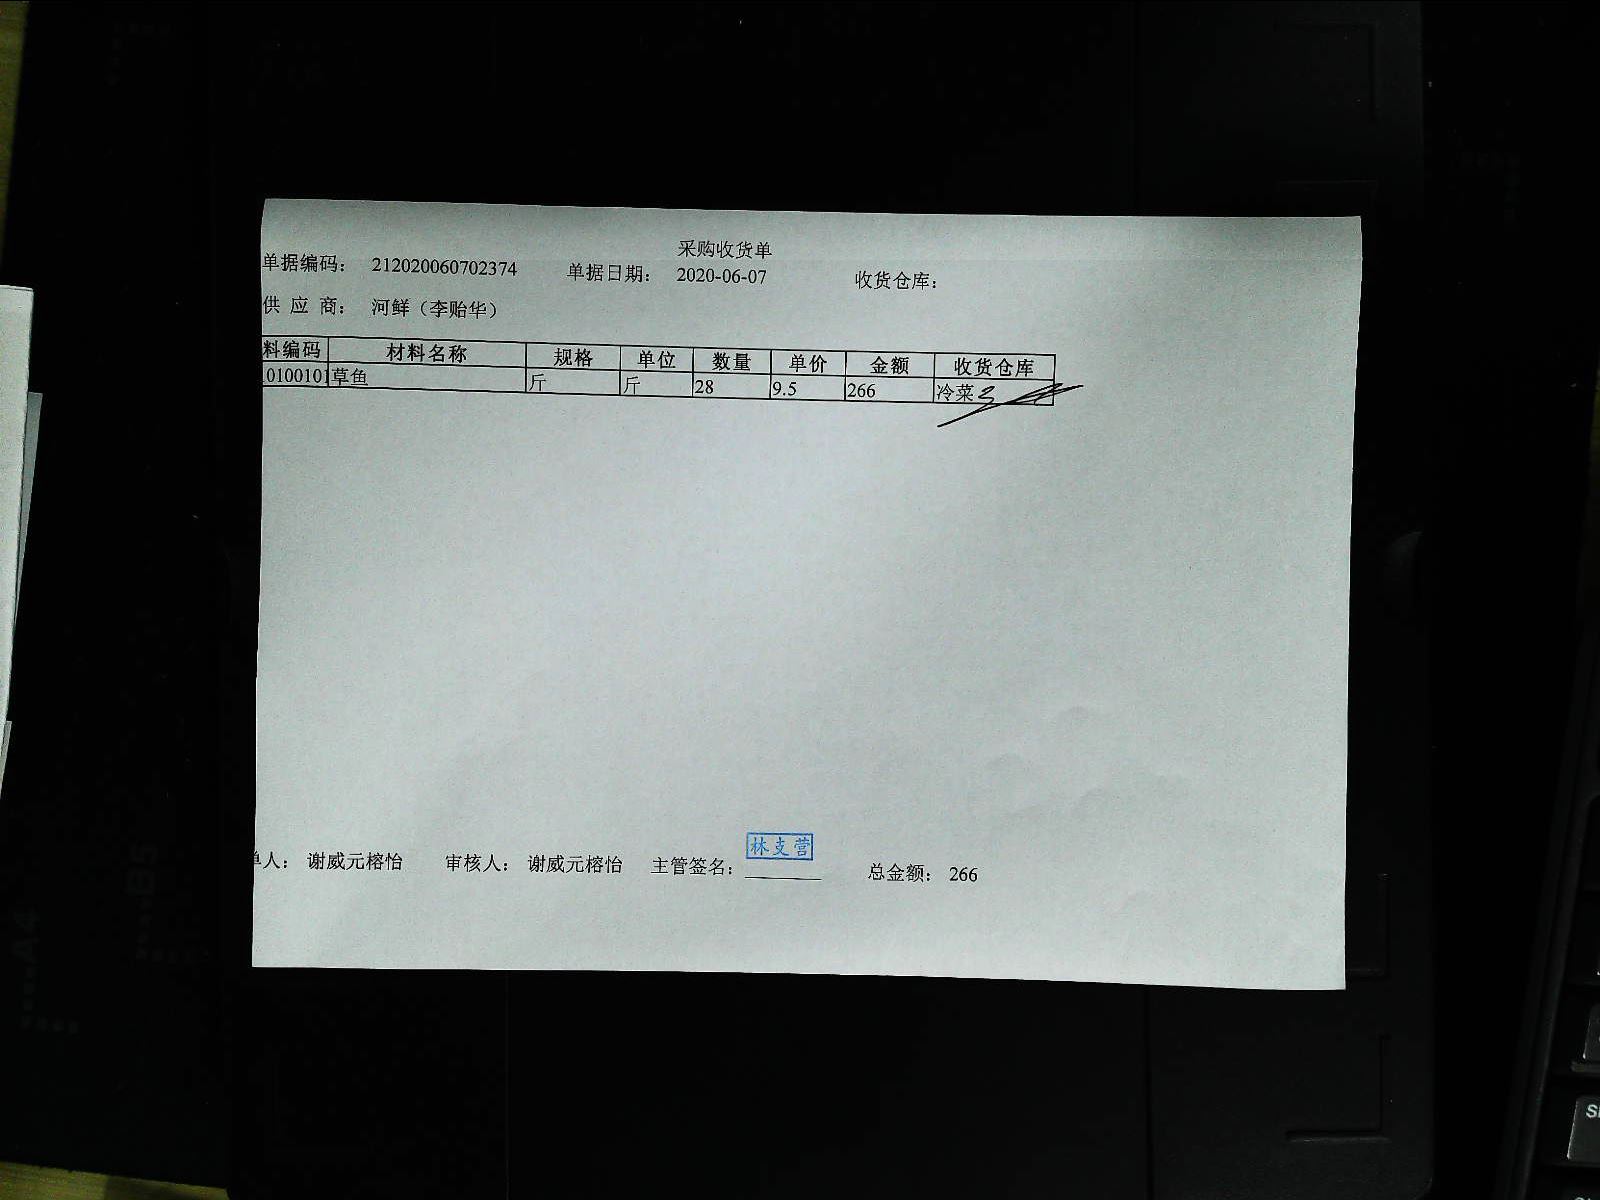 采购收货单
单据编码： 212020060702374 单据日期： 2020-06-07 收货仓库：
供 应 商： 河鲜（李贻华）
料编码 材料名称 规格 单位 数量 单价 金额 收货仓库
0100101 草鱼 斤 斤 28 9.5 266 冷菜
林支营
单人： 谢威元榕怡 审核人： 谢威元榕怡 主管签名： 总金额： 266
A4
B5